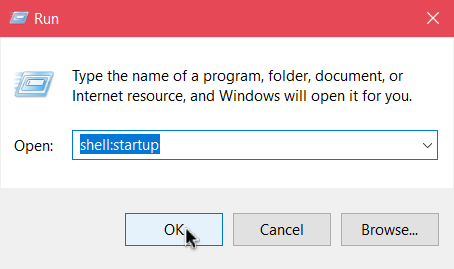 Run
Type the name of a program, folder, document, or
Internet resource, and Windows will open it for you.
Open: shell:startup
OK Cancel Browse...